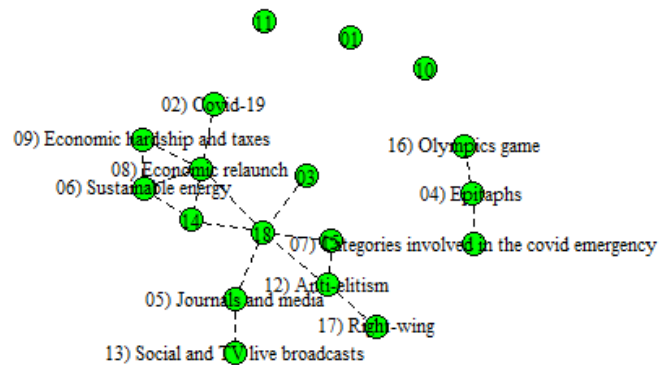 11
01
10
02) Covid-19
09) Economic hardship and taxes
16) Olympics game
08) Economic relaunch
03
06) Sustainable energy
04) Epitaphs
14
18
07) Categories involved in the covid emergency
12) Anti-elitism
05) Journals and media
17) Right-wing
13) Social and TV live broadcasts